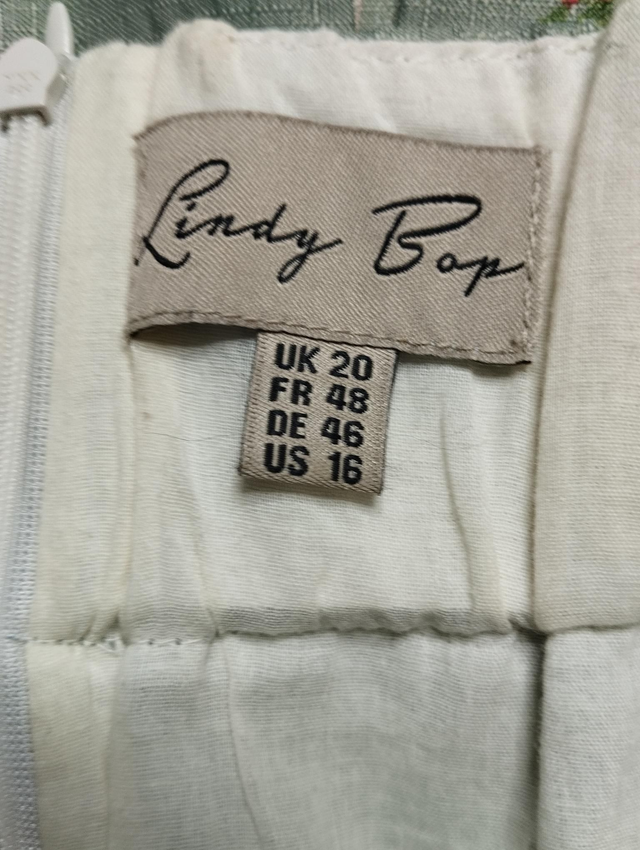 Lindy Bop
UK 20
FR 48
DE 46
US 16